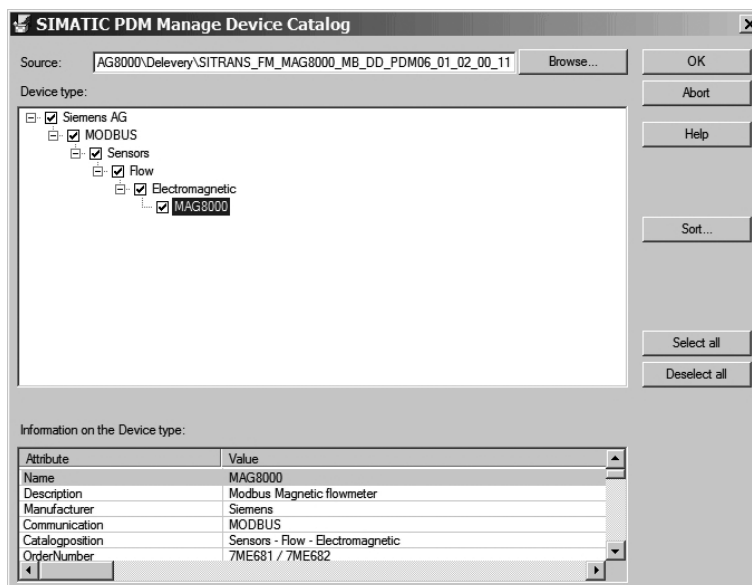 SIMATIC PDM Manage Device Catalog
Source: AG8000\Delevery\SITRANS_FM_MAG8000_MB_DD_PDM06_01_02_00_11 Browse... OK
Device type: Abort
Siemens AG
MODBUS Help
Sensors
Flow
Electromagnetic
MAG8000
Sort...
Select all
Deselect all
Information on the Device type:
Attribute Value
Name MAG8000
Description Modbus Magnetic flowmeter
Manufacturer Siemens
Communication MODBUS
Catalogposition Sensors - Flow - Electromagnetic
OrderNumber 7ME681 / 7ME682